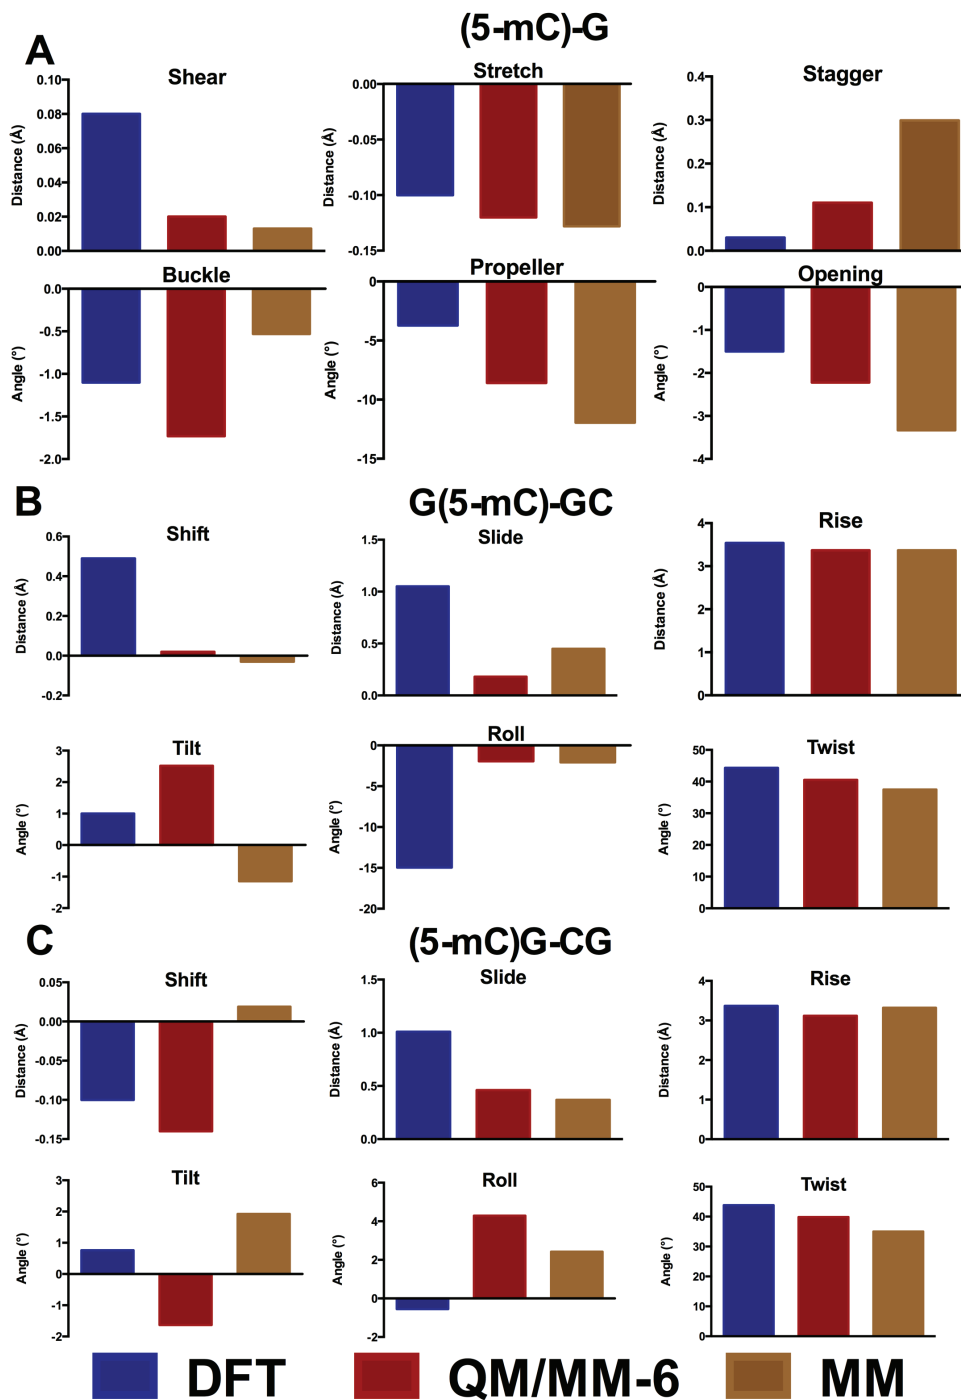 A
(5-mC)-G
Shear
Distance (Å)
0.10
0.08
0.06
0.04
0.02
0.00
Stretch
Distance (Å)
0.00
-0.05
-0.10
-0.15
Stagger
Distance (Å)
0.4
0.3
0.2
0.1
0.0
Buckle
Angle (°)
0.0
-0.5
-1.0
-1.5
-2.0
Propeller
Angle (°)
0
-5
-10
-15
Opening
Angle (°)
0
-1
-2
-3
-4
B
G(5-mC)-GC
Shift
Distance (Å)
0.6
0.4
0.2
0.0
-0.2
Slide
Distance (Å)
1.5
1.0
0.5
0.0
Rise
Distance (Å)
4
3
2
1
0
Tilt
Angle (°)
3
2
1
0
-1
-2
Roll
Angle (°)
0
-5
-10
-15
-20
Twist
Angle (°)
50
40
30
20
10
0
C
(5-mC)G-CG
Shift
Distance (Å)
0.05
0.00
-0.05
-0.10
-0.15
Slide
Distance (Å)
1.5
1.0
0.5
0.0
Rise
Distance (Å)
4
3
2
1
0
Tilt
Angle (°)
3
2
1
0
-1
-2
Roll
Angle (°)
6
4
2
0
-2
Twist
Angle (°)
50
40
30
20
10
0
DFT
QM/MM-6
MM